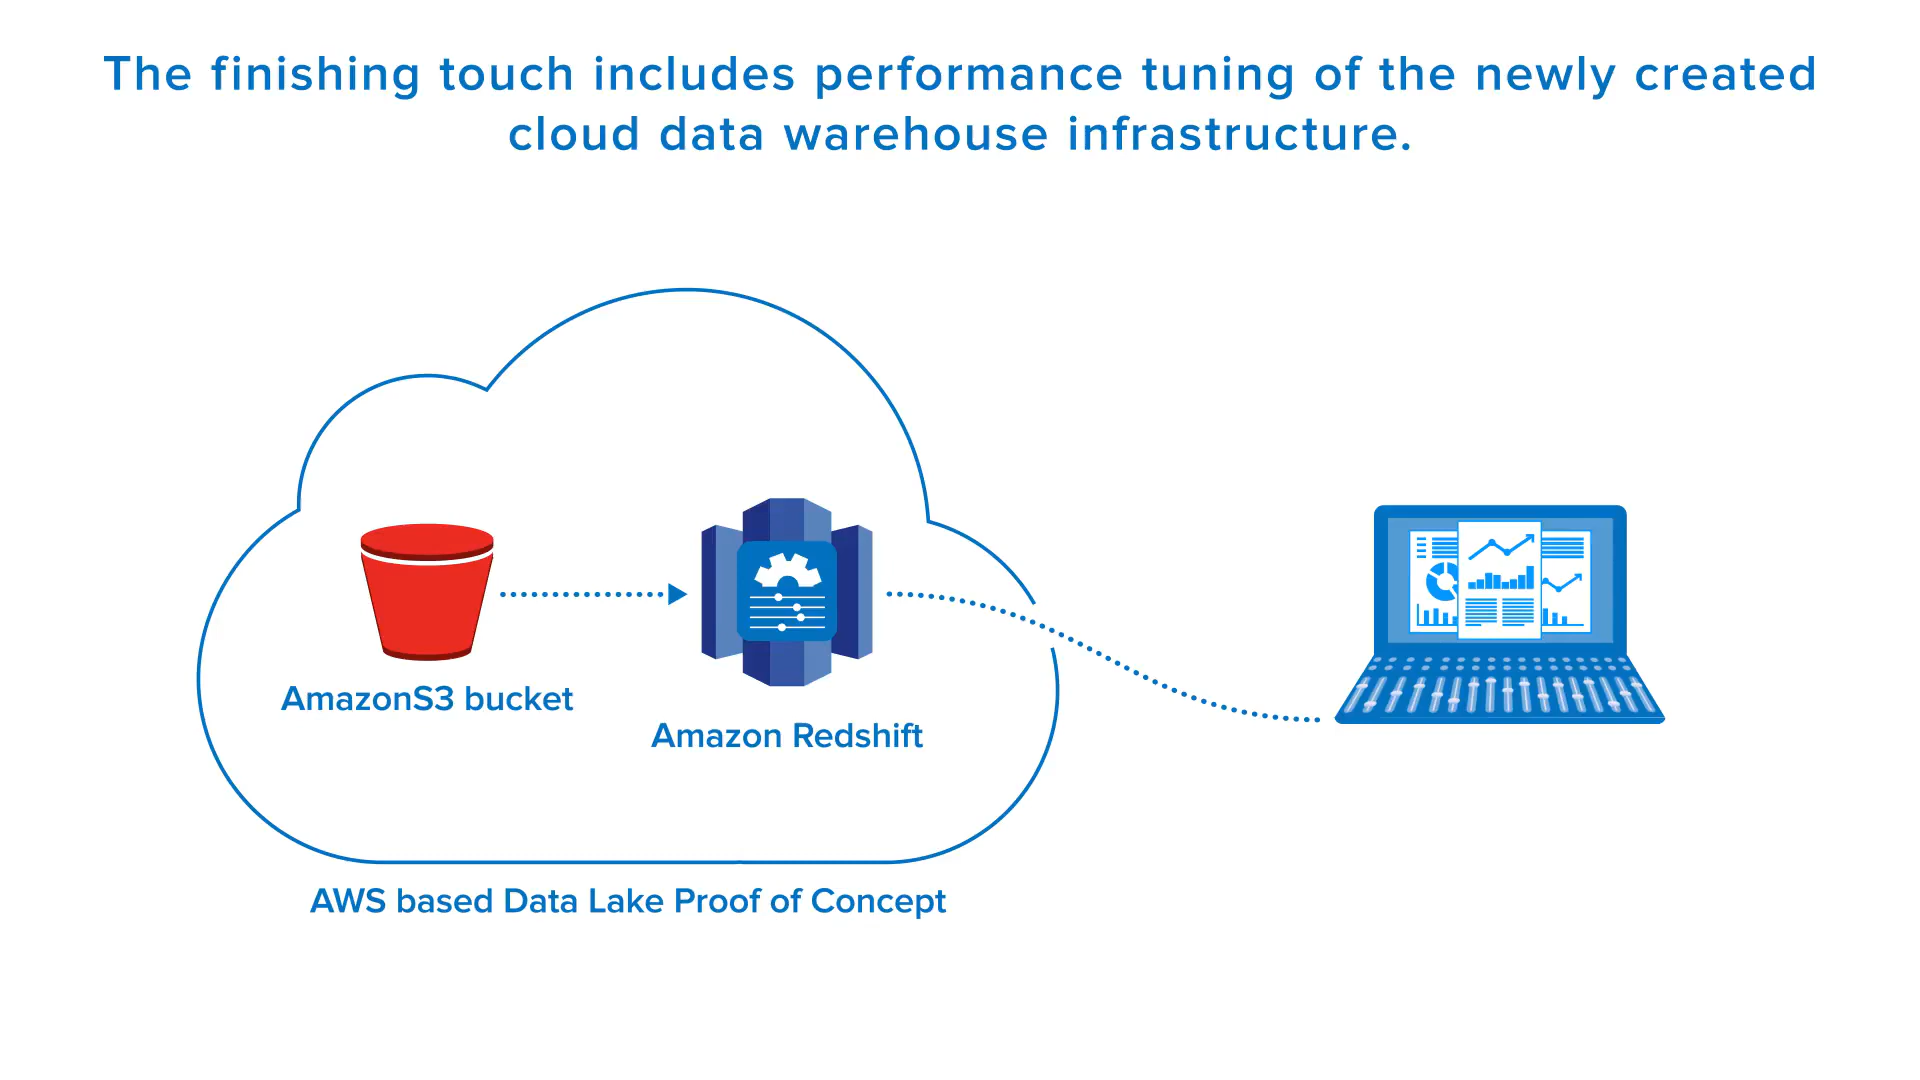 The finishing touch includes performance tuning of the newly created
cloud data warehouse infrastructure.
AmazonS3 bucket
Amazon Redshift
AWS based Data Lake Proof of Concept